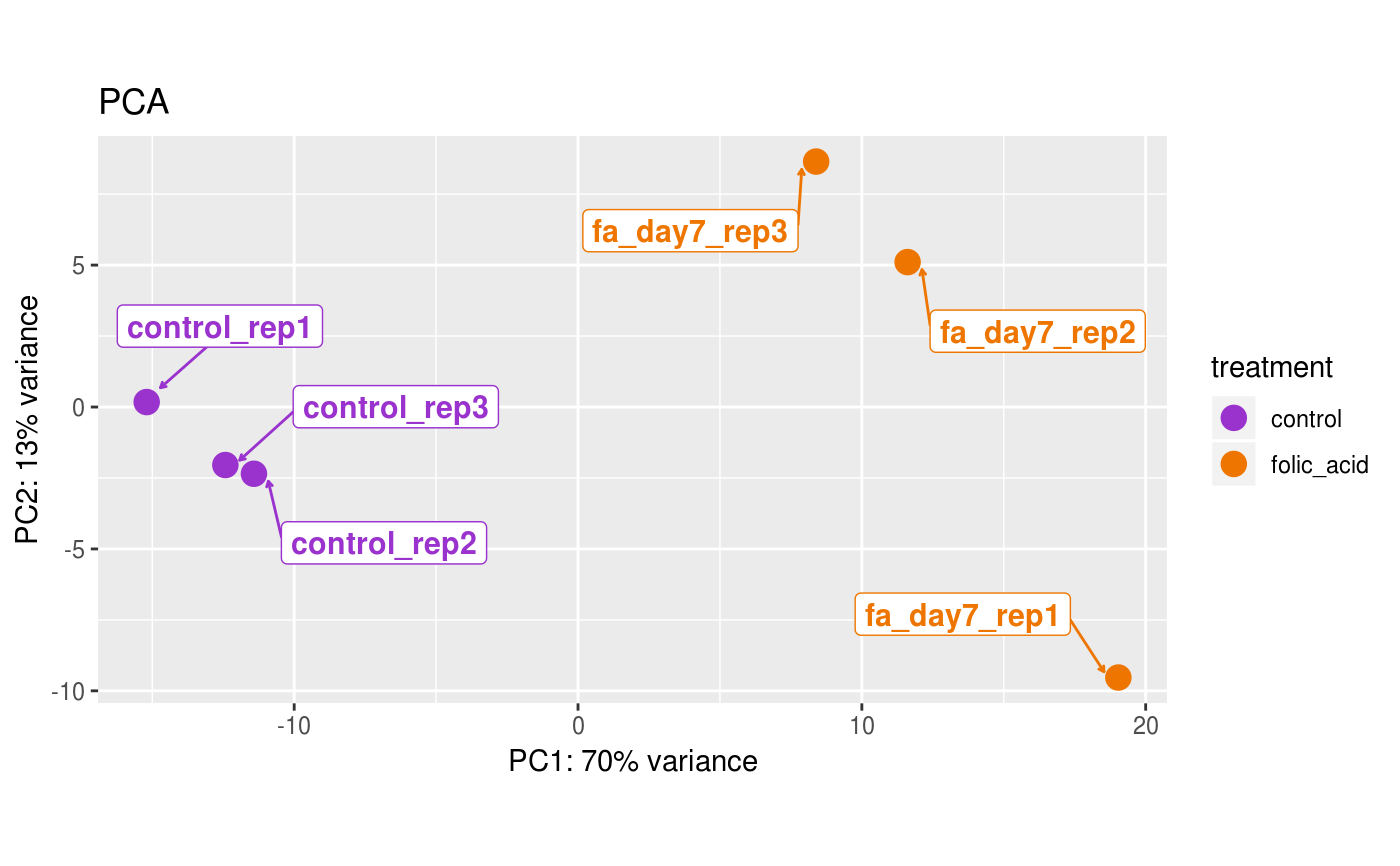 PCA
PC2: 13% variance
5
0
-5
-10
fa_day7_rep3
fa_day7_rep2
control_rep1
control_rep3
control_rep2
fa_day7_rep1
-10
0
10
20
PC1: 70% variance
treatment
control
folic_acid